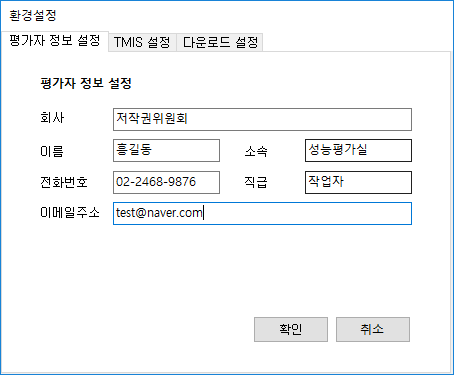 환경설정
평가자 정보 설정 TMIS 설정 다운로드 설정
평가자 정보 설정
회사 저작권위원회
이름 홍길동 소속 성능평가실
전화번호 02-2468-9876 직급 작업자
이메일주소 test@naver.com
확인 취소